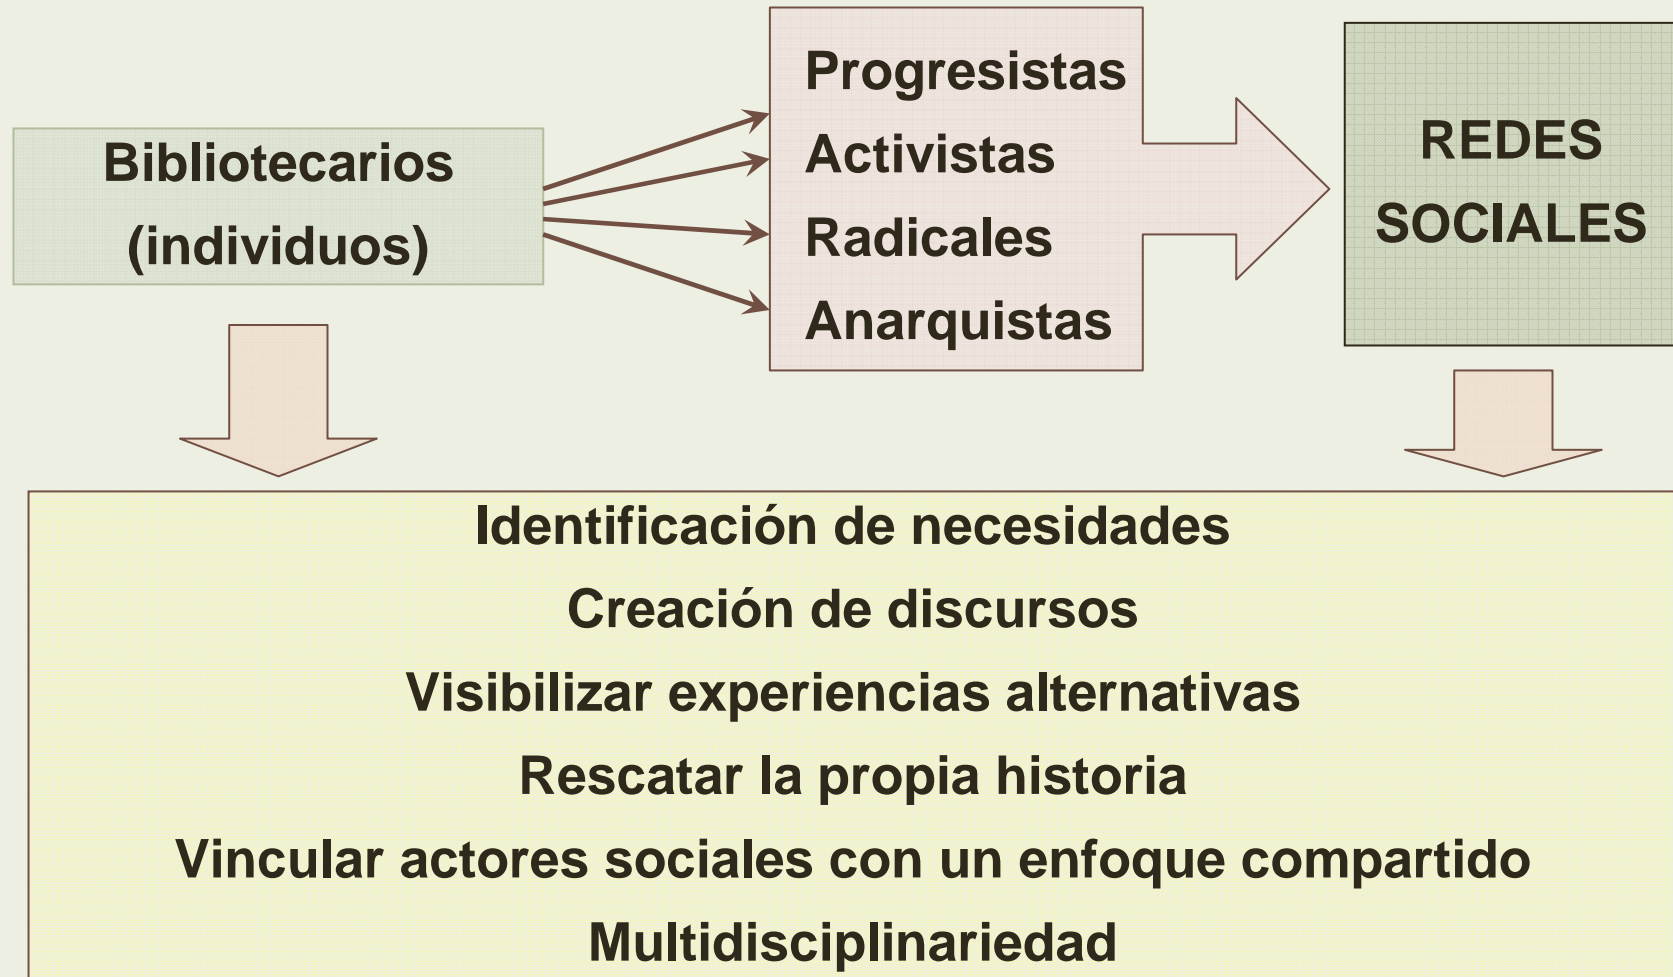 Bibliotecarios
(individuos)
Progresistas
Activistas
Radicales
Anarquistas
REDES
SOCIALES
Identificación de necesidades
Creación de discursos
Visibilizar experiencias alternativas
Rescatar la propia historia
Vincular actores sociales con un enfoque compartido
Multidisciplinariedad